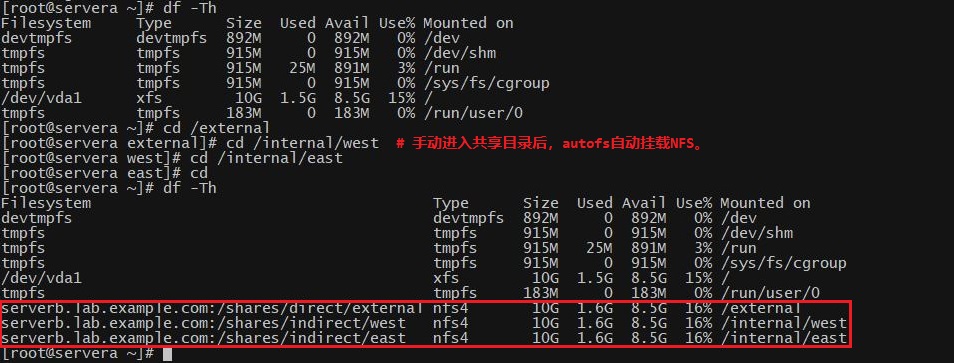 [root@servera ~]# df -Th
Filesystem     Type      Size  Used Avail Use% Mounted on
devtmpfs       devtmpfs  892M     0  892M   0% /dev
tmpfs          tmpfs     915M     0  915M   0% /dev/shm
tmpfs          tmpfs     915M   25M  891M   3% /run
tmpfs          tmpfs     915M     0  915M   0% /sys/fs/cgroup
/dev/vda1      xfs        10G  1.5G  8.5G  15% /
tmpfs          tmpfs     183M     0  183M   0% /run/user/0
[root@servera ~]# cd /external
[root@servera external]# cd /internal/west  # 手动进入共享目录后，autofs自动挂载NFS。
[root@servera west]# cd /internal/east
[root@servera east]# cd
[root@servera ~]# df -Th
Filesystem                                   Type      Size  Used Avail Use% Mounted on
devtmpfs                                     devtmpfs  892M     0  892M   0% /dev
tmpfs                                        tmpfs     915M     0  915M   0% /dev/shm
tmpfs                                        tmpfs     915M   25M  891M   3% /run
tmpfs                                        tmpfs     915M     0  915M   0% /sys/fs/cgroup
/dev/vda1                                    xfs        10G  1.5G  8.5G  15% /
tmpfs                                        tmpfs     183M     0  183M   0% /run/user/0
serverb.lab.example.com:/shares/direct/external nfs4       10G  1.6G  8.5G  16% /external
serverb.lab.example.com:/shares/indirect/west   nfs4       10G  1.6G  8.5G  16% /internal/west
serverb.lab.example.com:/shares/indirect/east   nfs4       10G  1.6G  8.5G  16% /internal/east
[root@servera ~]#